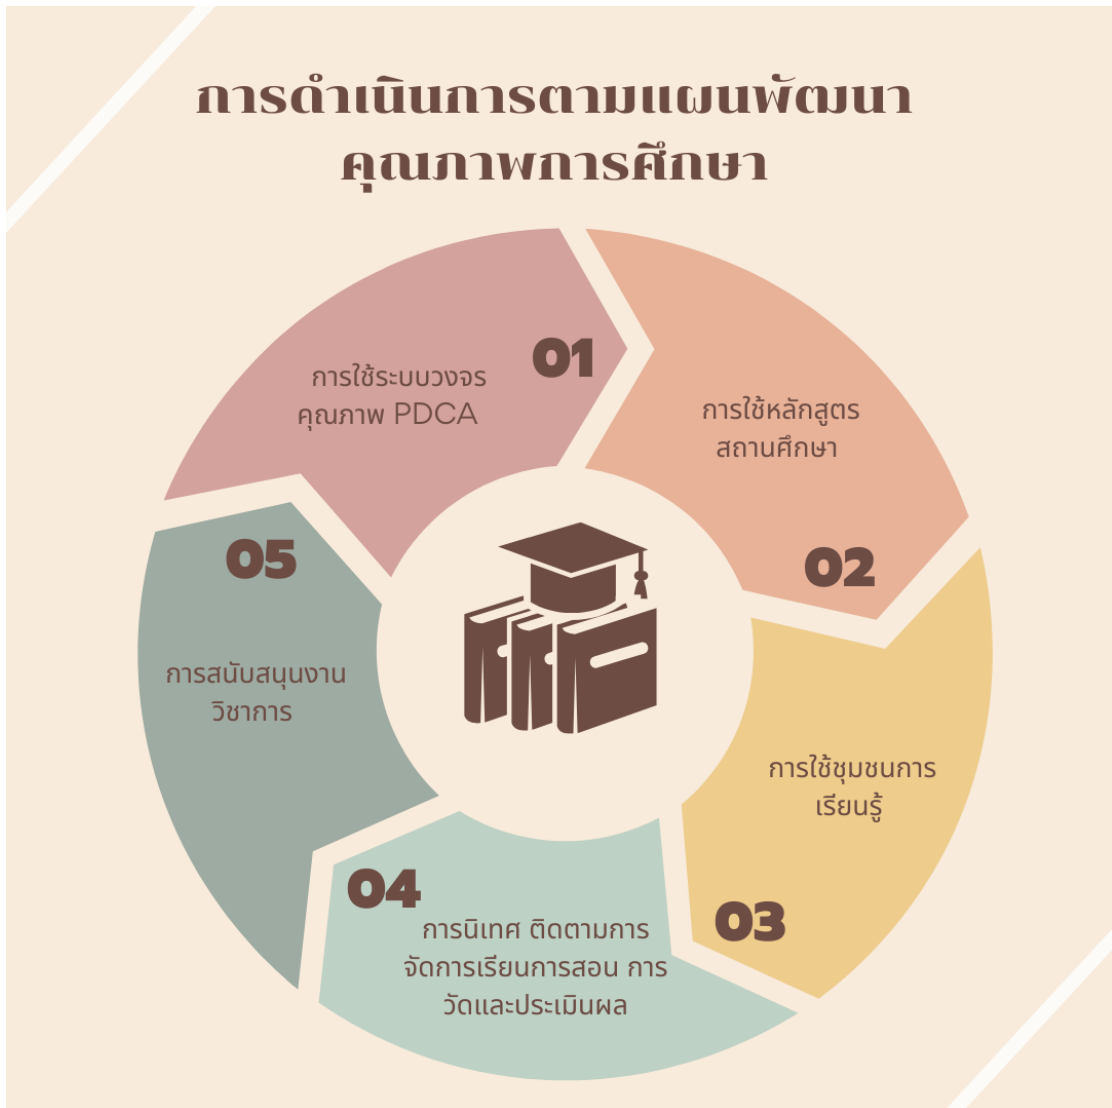 การดำเนินการตามแผนพัฒนา
คุณภาพการศึกษา
01
การใช้ระบบวงจร
คุณภาพ PDCA
การใช้หลักสูตร
สถานศึกษา
02
การใช้ชุมชนการ
เรียนรู้
03
04
การนิเทศ ติดตามการ
จัดการเรียนการสอน การ
วัดและประเมินผล
05
การสนับสนุนงาน
วิชาการ